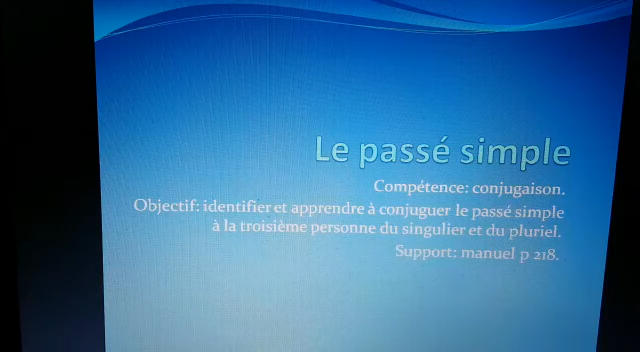 Le passé simple
Compétence: conjugaison.
Objectif: identifier et apprendre à conjuguer le passé simple
à la troisième personne du singulier et du pluriel.
Support: manuel p 218.